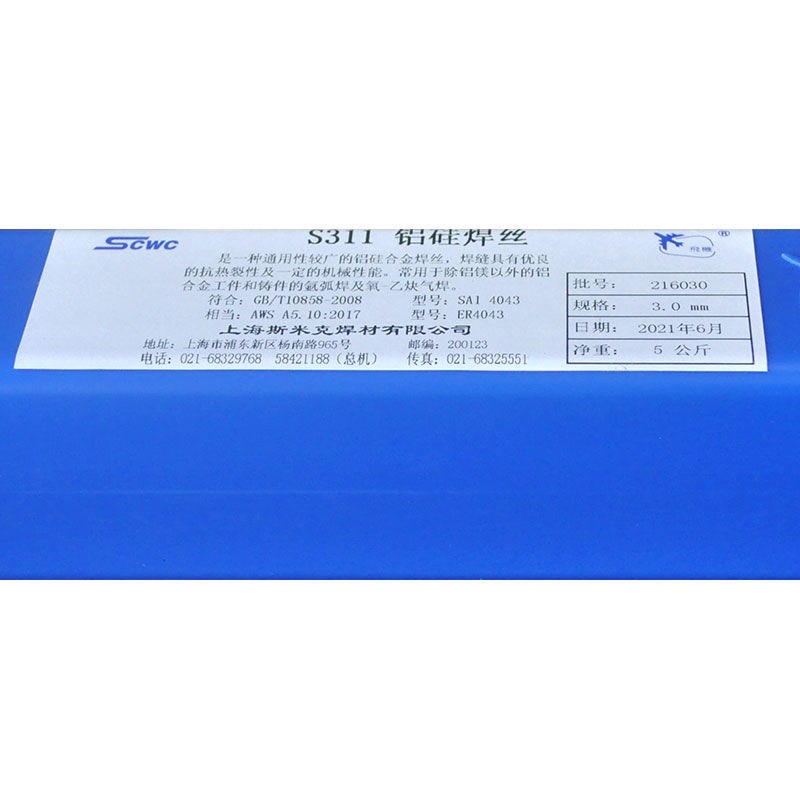 SCWC
S311 铝硅焊丝
飛機®
是一种通用性较广的铝硅合金焊丝，焊缝具有优良
的抗热裂性及一定的机械性能。常用于除铝镁以外的铝
合金工件和铸件的氩弧焊及氧-乙炔气焊。
符合：GB/T10858-2008 型号：SAI 4043
相当：AWS A5.10:2017 型号：ER4043
上海斯米克焊材有限公司
地址：上海市浦东新区杨南路965号 邮编：200123
电话：021-68329768 58421188（总机） 传真：021-68325551
批号：216030
规格：3.0 mm
日期：2021年6月
净重：5 公斤